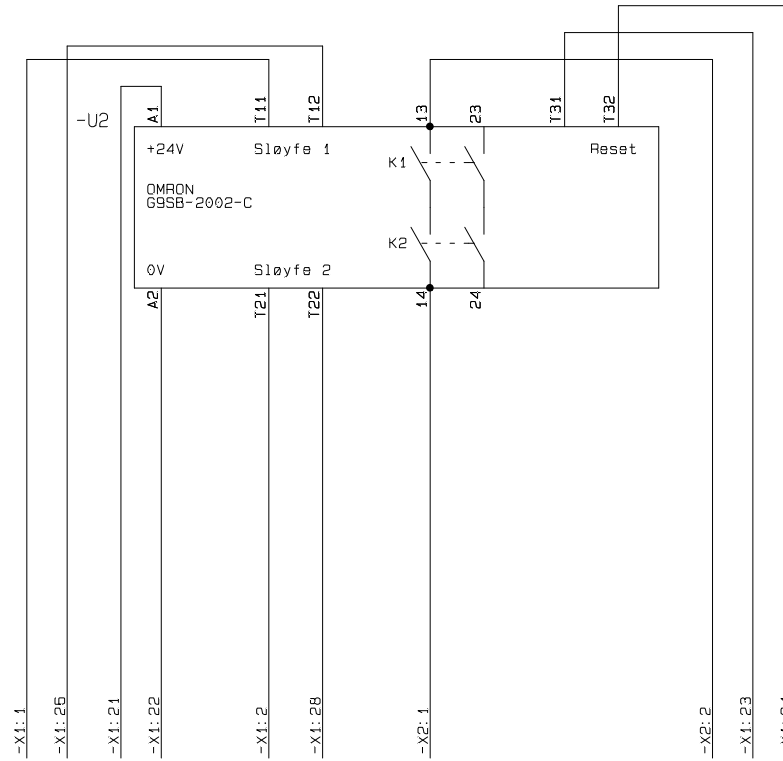 A1
T11
T12
13
23
T31
T32
-U2
+24V
Sløyfe 1
Reset
K1
OMRON
G9SB-2002-C
K2
0V
Sløyfe 2
A2
T21
T22
14
24
-X1:1
-X1:26
-X1:21
-X1:22
-X1:2
-X1:28
-X2:1
-X2:2
-X1:23